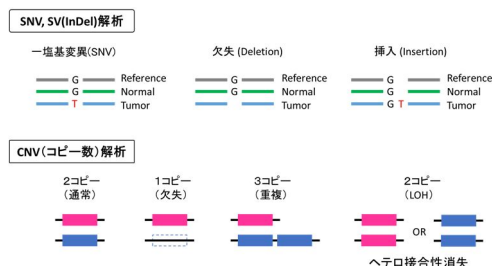 SNV, SV(InDel)解析
一塩基変異(SNV)
G Reference
G Normal
T Tumor
欠失 (Deletion)
G Reference
G Normal
Tumor
挿入 (Insertion)
G Reference
G Normal
G T Tumor
CNV(コピー数)解析
2コピー
(通常)
1コピー
(欠失)
3コピー
(重複)
2コピー
(LOH)
OR
ヘテロ接合性消失